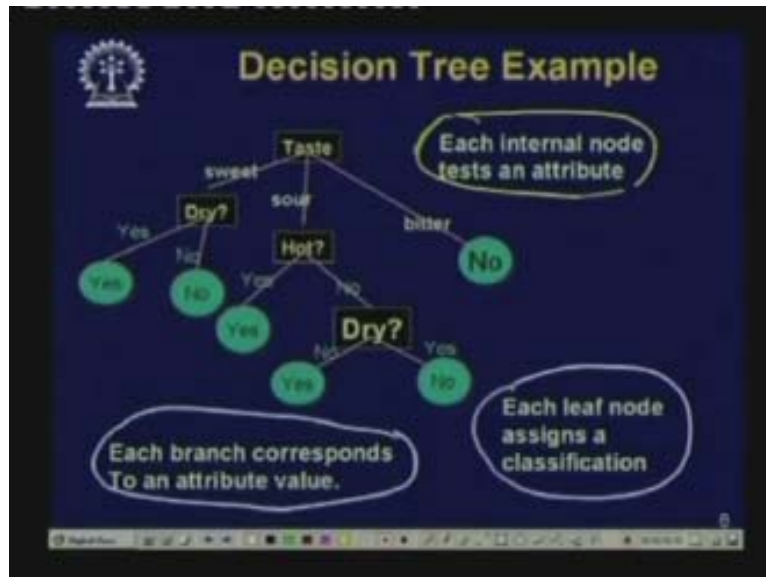 Decision Tree Example
Taste
Each internal node
tests an attribute
sweet
sour
bitter
Dry?
Hot?
No
Yes
No
Yes
No
Yes
No
Yes
Dry?
No
Yes
Yes
No
Each leaf node
assigns a
classification
Each branch corresponds
To an attribute value.